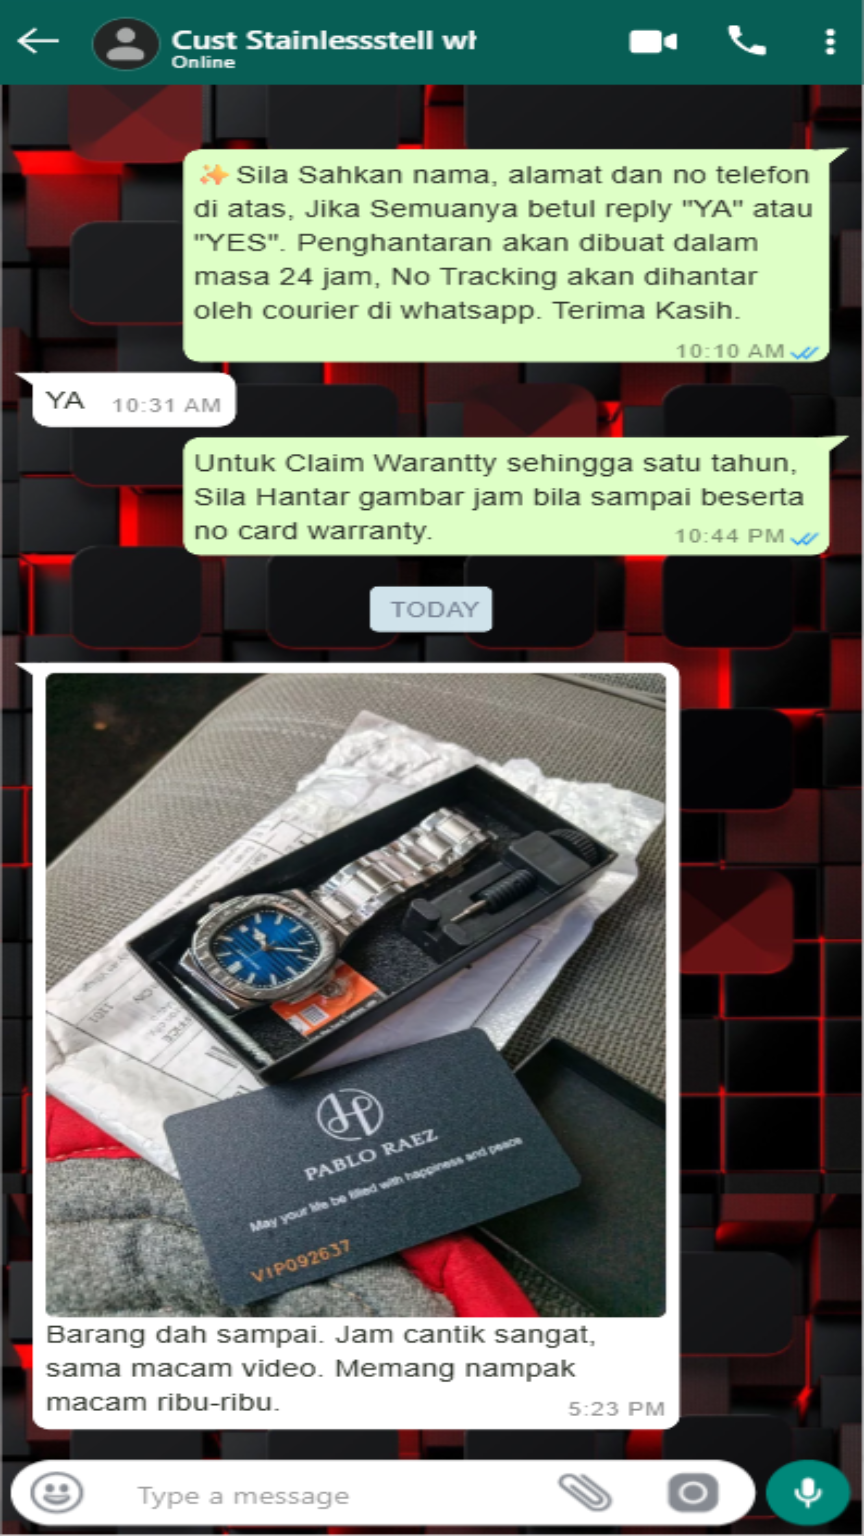 Cust Stainlessstell wh
Online
✨ Sila Sahkan nama, alamat dan no telefon
di atas, Jika Semuanya betul reply "YA" atau
"YES". Penghantaran akan dibuat dalam
masa 24 jam, No Tracking akan dihantar
oleh courier di whatsapp. Terima Kasih.
10:10 AM
YA 10:31 AM
Untuk Claim Warantty sehingga satu tahun,
Sila Hantar gambar jam bila sampai beserta
no card warranty. 10:44 PM
TODAY
PABLO RAEZ
May your life be filled with happiness and peace
VIP092637
Barang dah sampai. Jam cantik sangat,
sama macam video. Memang nampak
macam ribu-ribu. 5:23 PM
Type a message